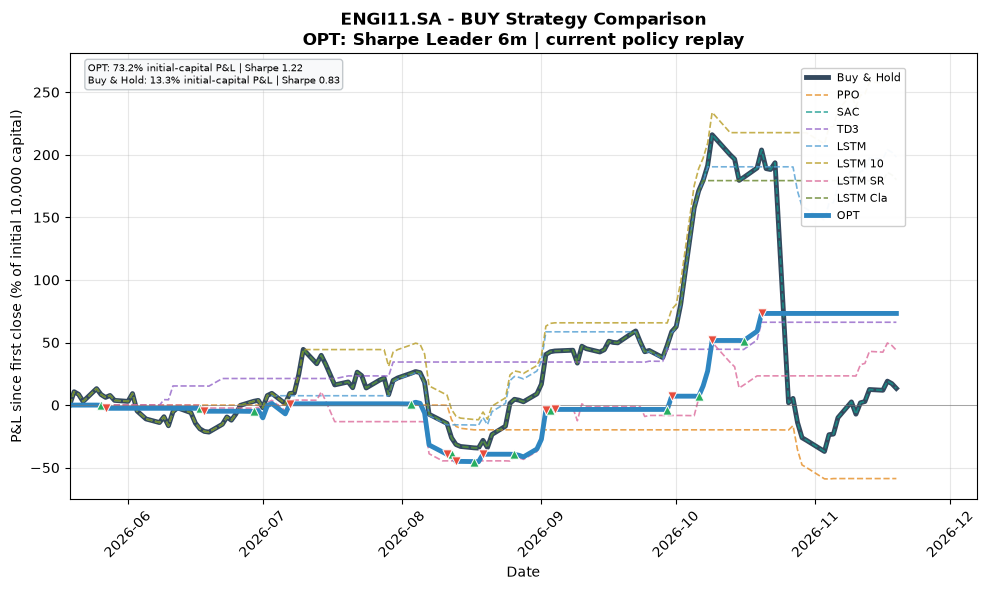 ENGI11.SA - BUY Strategy Comparison
OPT: Sharpe Leader 6m | current policy replay
OPT: 73.2% initial-capital P&L | Sharpe 1.22
Buy & Hold: 13.3% initial-capital P&L | Sharpe 0.83
Buy & Hold
PPO
SAC
TD3
LSTM
LSTM 10
LSTM SR
LSTM Cla
OPT
P&L since first close (% of initial 10,000 capital)
250
200
150
100
50
0
−50
2026-06
2026-07
2026-08
2026-09
2026-10
2026-11
2026-12
Date